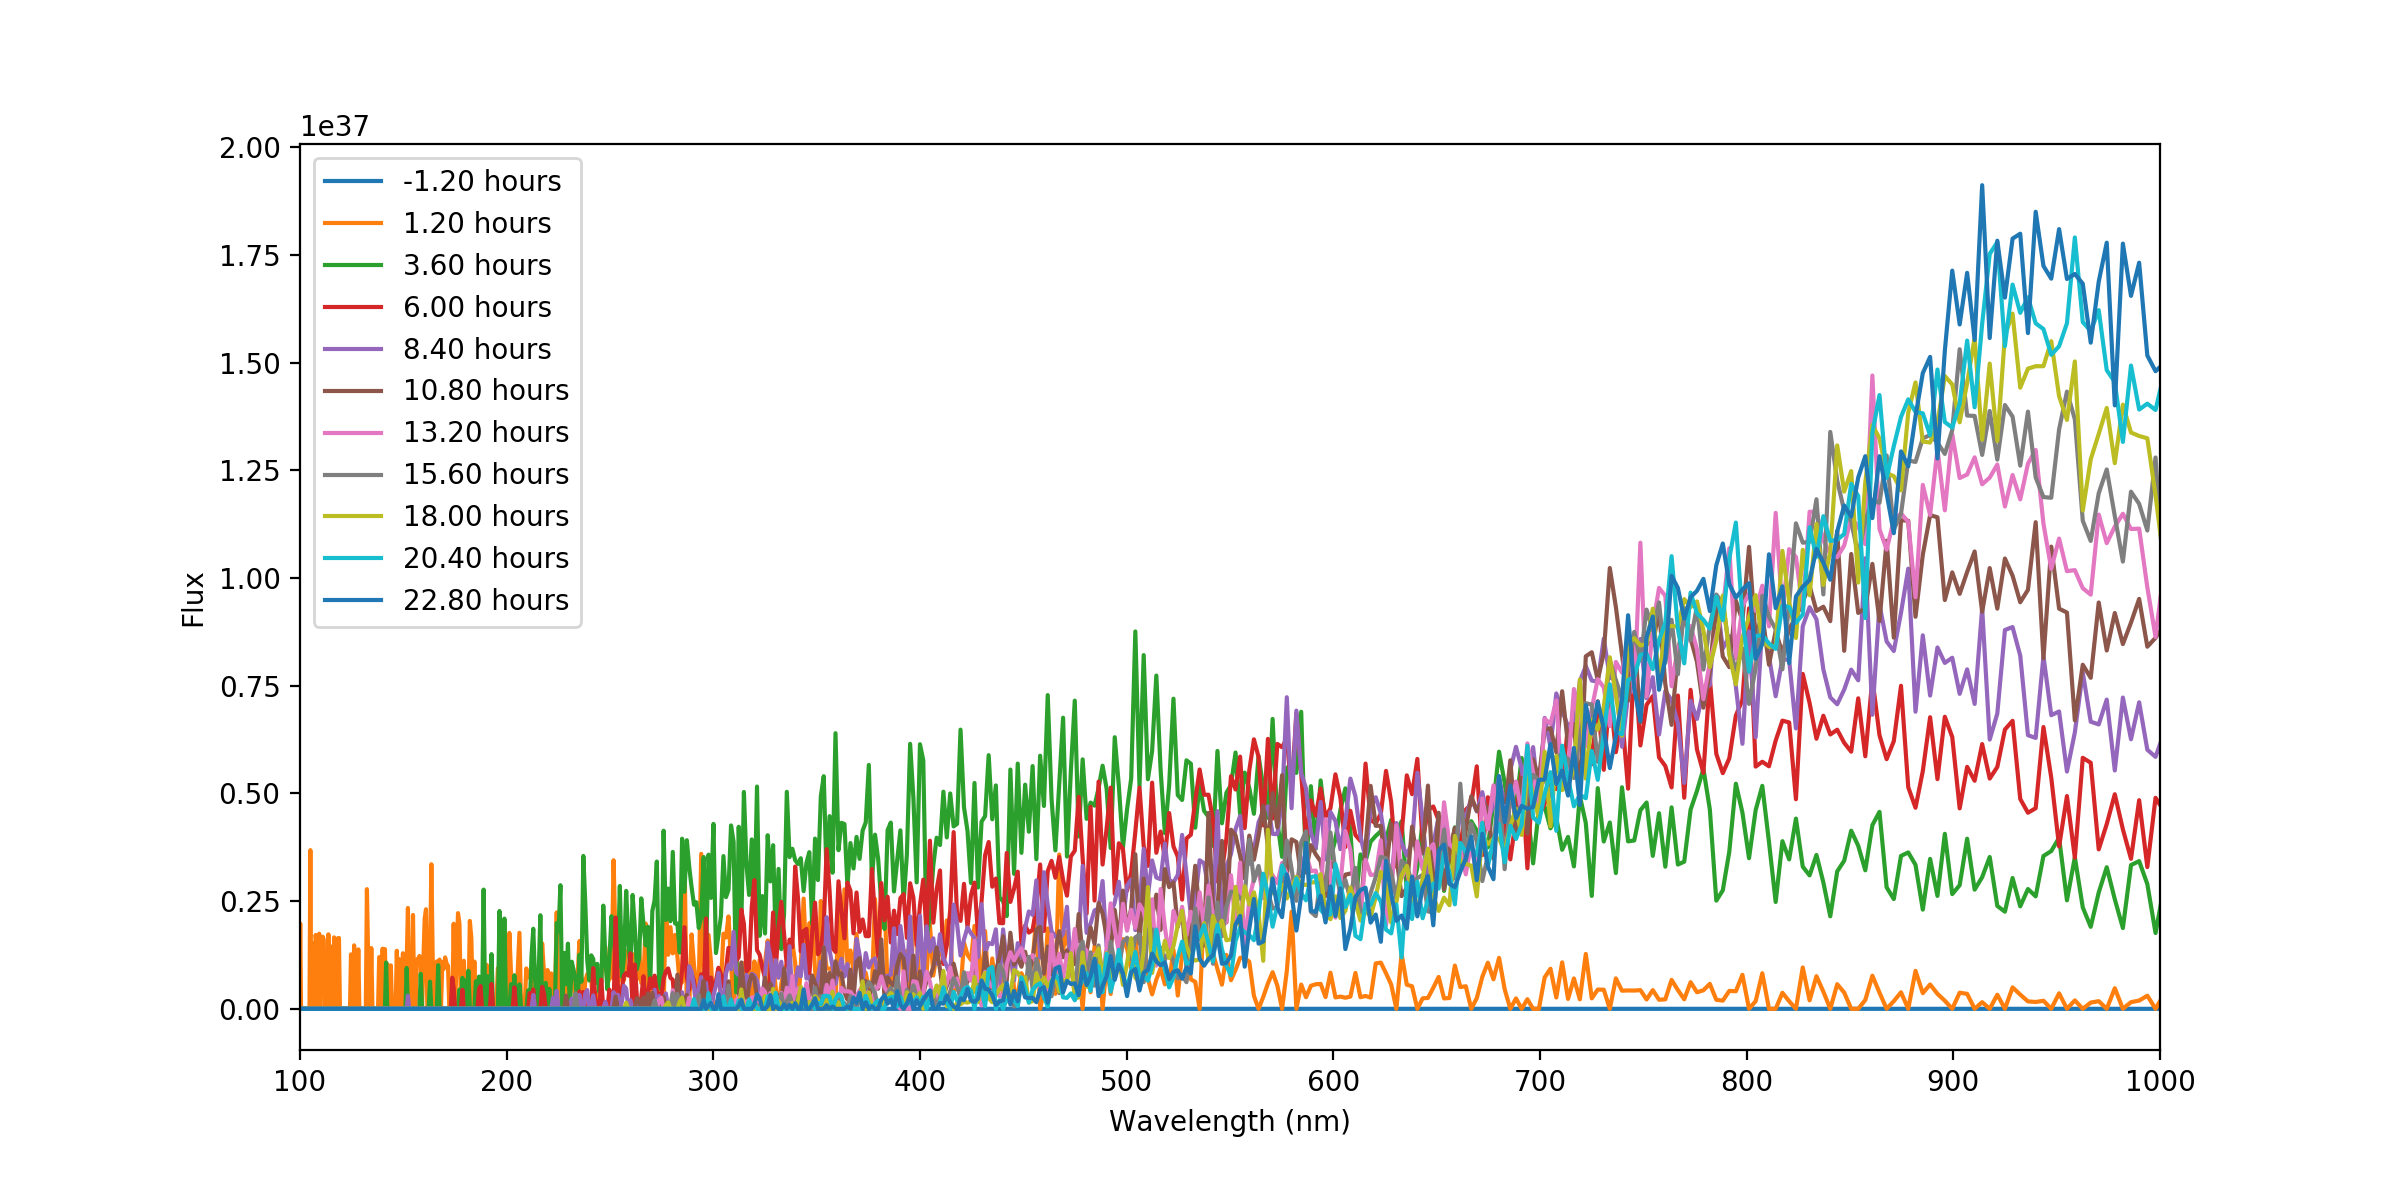 1e37
2.00
1.75
1.50
1.25
1.00
0.75
0.50
0.25
0.00
Flux
-1.20 hours
1.20 hours
3.60 hours
6.00 hours
8.40 hours
10.80 hours
13.20 hours
15.60 hours
18.00 hours
20.40 hours
22.80 hours
100 200 300 400 500 600 700 800 900 1000
Wavelength (nm)